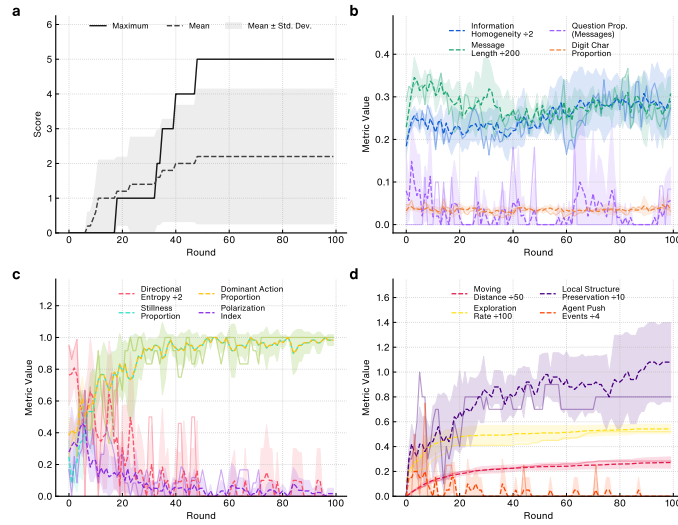 a
Maximum
Mean
Mean ± Std. Dev.
6
5
4
3
2
1
0
Score
0
20
40
60
80
100
Round
b
Information
Homogeneity ÷2
Message
Length ÷200
Question Prop.
(Messages)
Digit Char
Proportion
0.4
0.3
0.2
0.1
0.0
Metric Value
0
20
40
60
80
100
Round
c
Directional
Entropy ÷2
Stillness
Proportion
Dominant Action
Proportion
Polarization
Index
1.2
1.0
0.8
0.6
0.4
0.2
0.0
Metric Value
0
20
40
60
80
100
Round
d
Moving
Distance ÷50
Exploration
Rate ÷100
Local Structure
Preservation ÷10
Agent Push
Events ÷4
1.6
1.4
1.2
1.0
0.8
0.6
0.4
0.2
0.0
Metric Value
0
20
40
60
80
100
Round